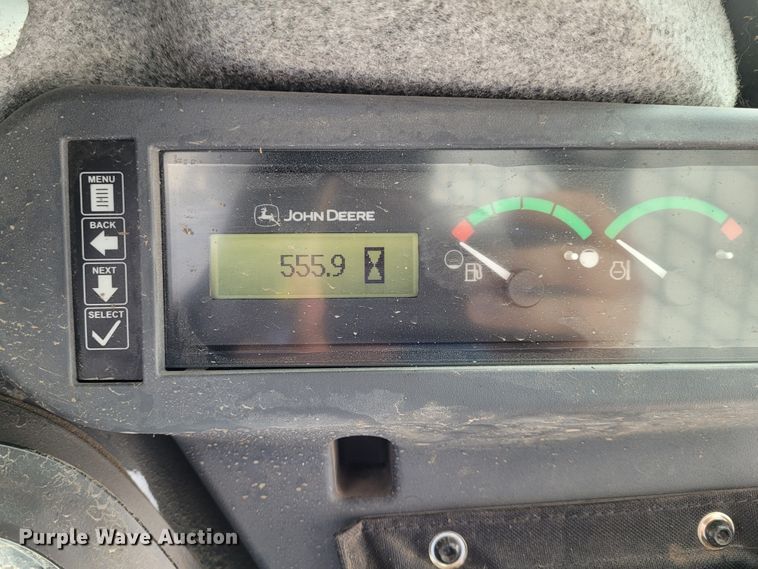 MENU
BACK
NEXT
SELECT
JOHN DEERE
555.9
Purple Wave Auction®